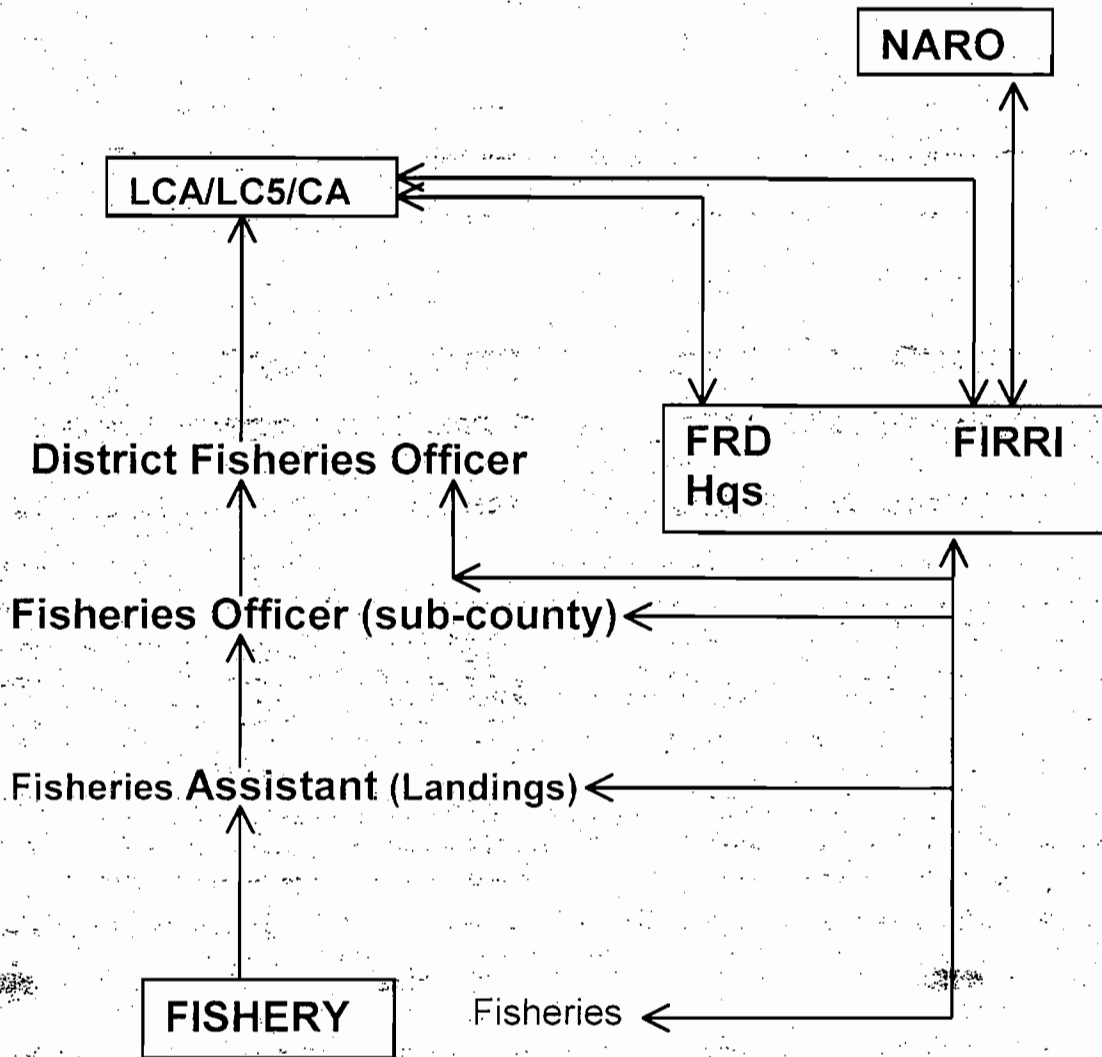 NARO
LCA/LC5/CA
District Fisheries Officer
FRD FIRRI
Hqs
Fisheries Officer (sub-county)
Fisheries Assistant (Landings)
FISHERY
Fisheries